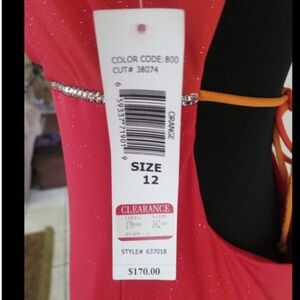 COLOR CODE: 800
CUT# 38074
ORANGE
SIZE
12
CLEARANCE
STYLE# 637018
$170.00